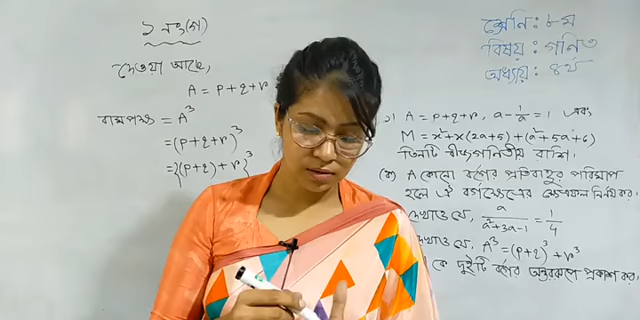 ১ নং (গ)
দেওয়া আছে,
A = p+q+r
বামপক্ষ = A³
= (p+q+r)³
= {(p+q)+r}³
শ্রেনি: ৮ম
বিষয়: গনিত
অধ্যায়: ৪র্থ
১) A = p+q+r, a - 1/a = 1 এবং
M = x²+x(2a+5)+(a²+5a+6)
তিনটি বীজগণিতীয় রাশি।
(ক) A কোনো বর্গের প্রতিবাহুর পরিমাপ
হলে ঐ বর্গক্ষেত্রের ক্ষেত্রফল নির্ণয় কর।
দেখাও যে, a/(a²+3a-1) = 1/4
দেখাও যে, A³ = (p+q)³ + r³
কে দুইটি বর্গের অন্তররূপে প্রকাশ কর।